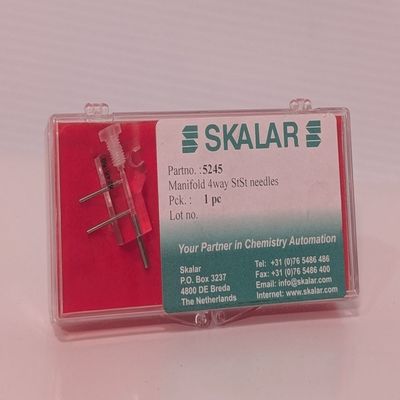 SKALAR
Partno. : 5245
Manifold 4way StSt needles
Pck. : 1 pc
Lot no.
Your Partner in Chemistry Automation
Skalar
P.O. Box 3237
4800 DE Breda
The Netherlands
Tel: +31 (0)76 5486 486
Fax: +31 (0)76 5486 400
Email: info@skalar.com
Internet: www.skalar.com